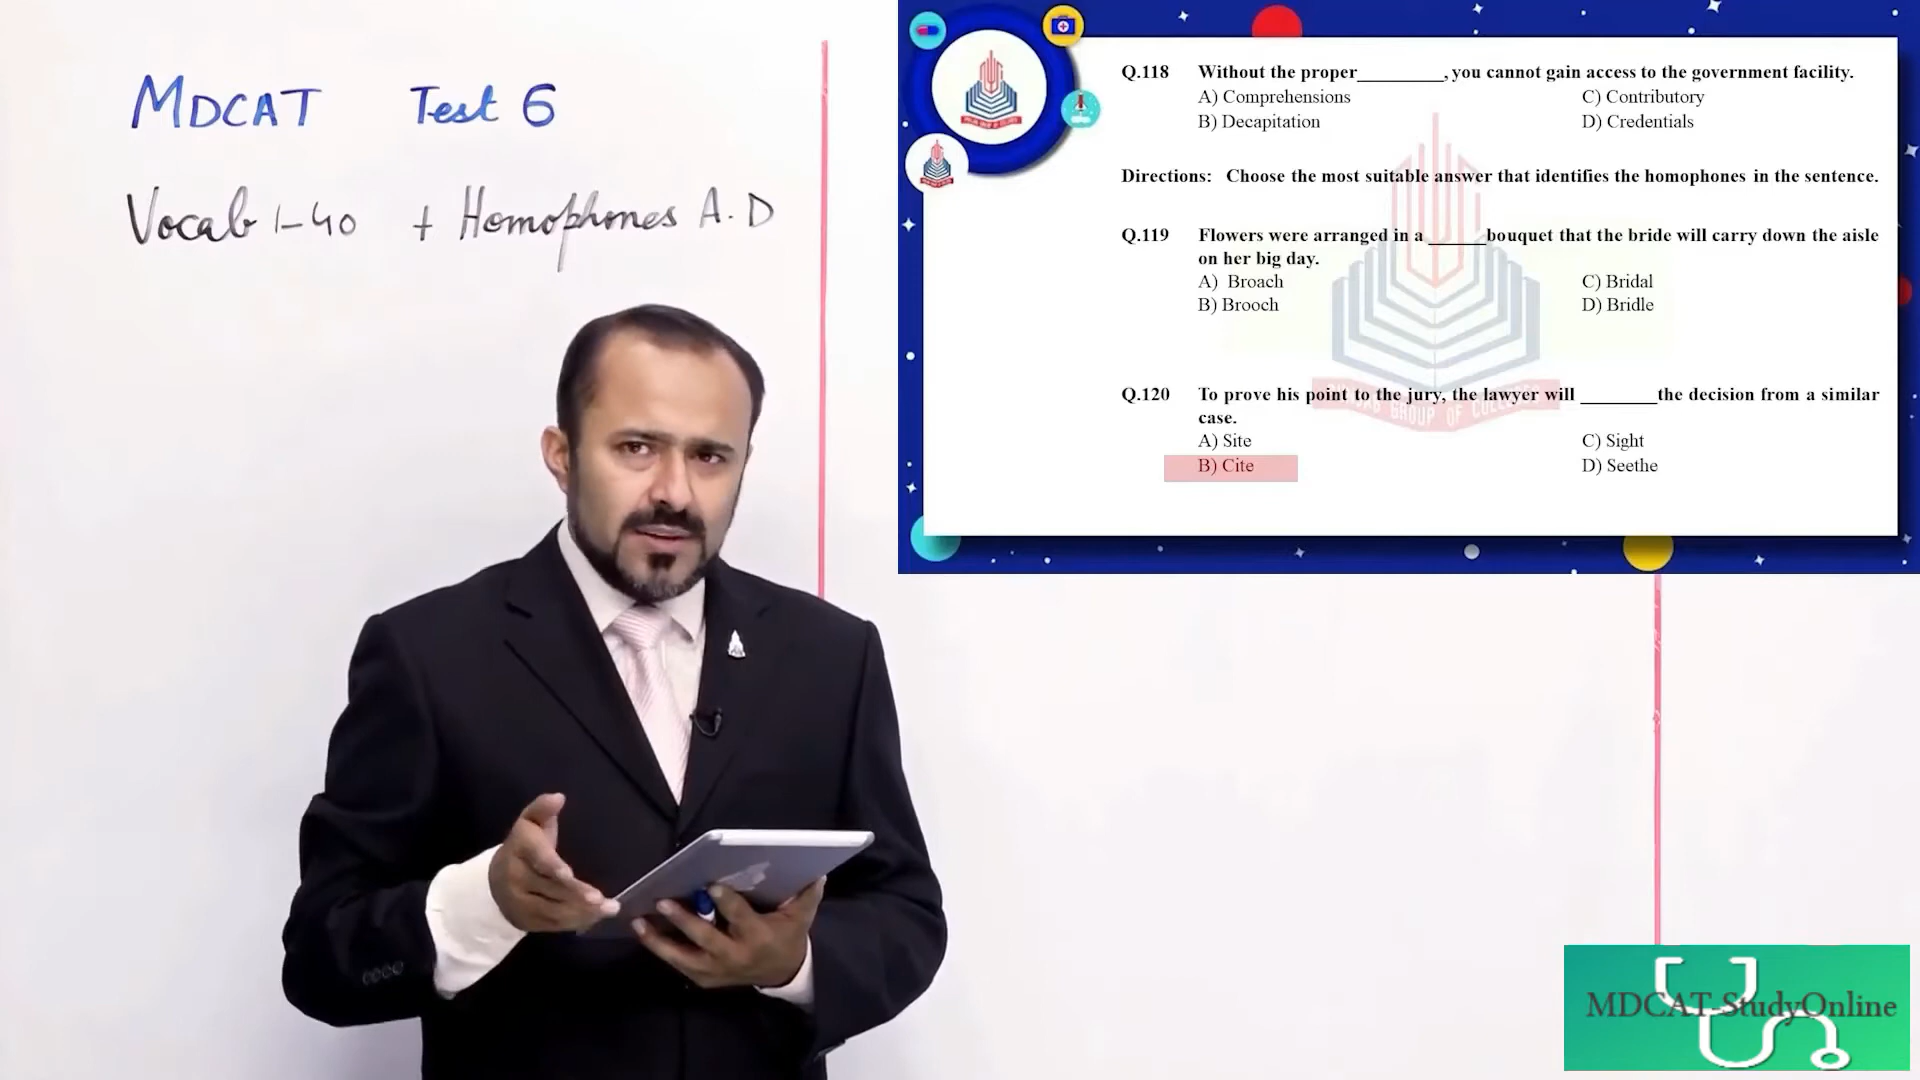 MDCAT Test 6
Vocab 1-40 + Homophones A.D
Q.118 Without the proper_________, you cannot gain access to the government facility.
A) Comprehensions C) Contributory
B) Decapitation D) Credentials
Directions: Choose the most suitable answer that identifies the homophones in the sentence.
Q.119 Flowers were arranged in a ______bouquet that the bride will carry down the aisle
on her big day.
A) Broach C) Bridal
B) Brooch D) Bridle
Q.120 To prove his point to the jury, the lawyer will ________the decision from a similar
case.
A) Site C) Sight
B) Cite D) Seethe
PUNJAB GROUP OF COLLEGES
MDCAT StudyOnline